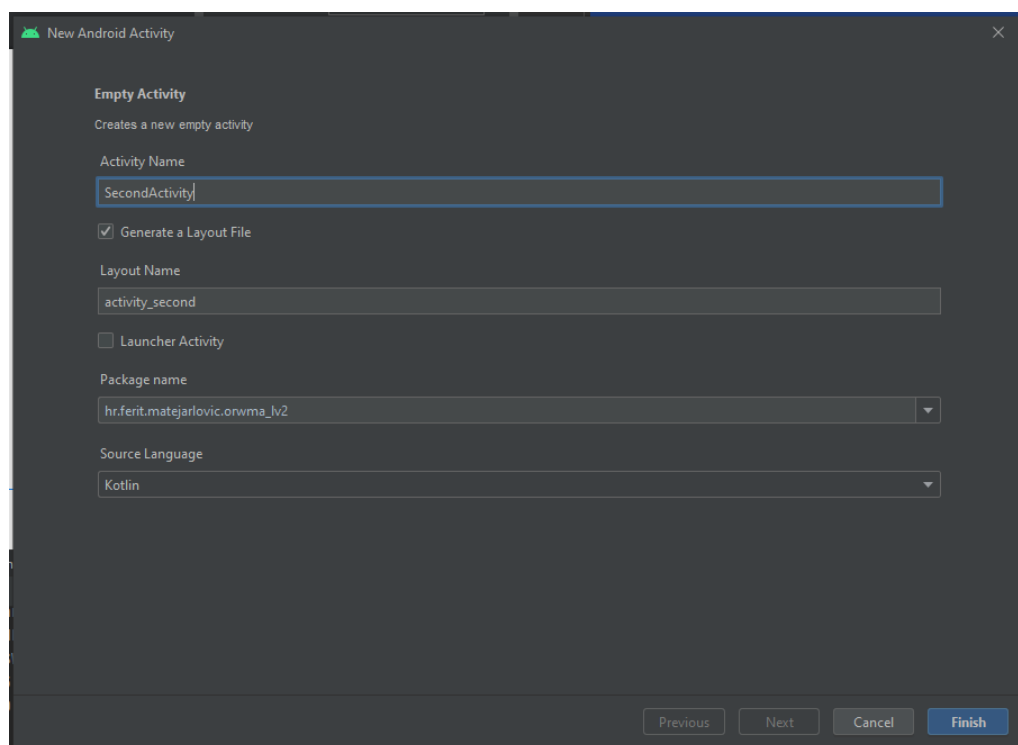 New Android Activity
Empty Activity
Creates a new empty activity
Activity Name
SecondActivity
Generate a Layout File
Layout Name
activity_second
Launcher Activity
Package name
hr.ferit.matejarlovic.orwma_lv2
Source Language
Kotlin
Previous Next Cancel Finish